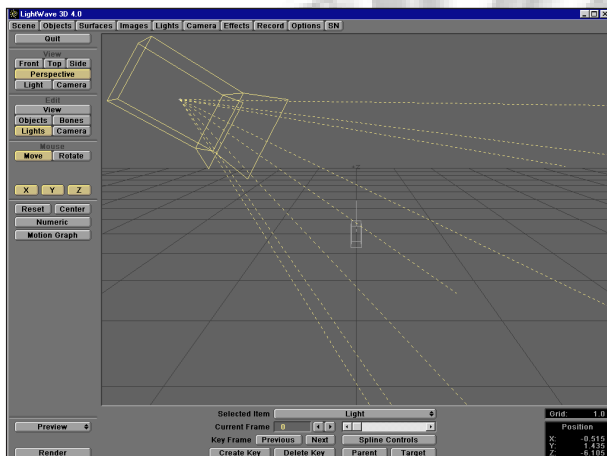 LightWave 3D 4.0
Scene Objects Surfaces Images Lights Camera Effects Record Options SN
Quit
View
Front Top Side
Perspective
Light Camera
Edit
View
Objects Bones
Lights Camera
Mouse
Move Rotate
X Y Z
Reset Center
Numeric
Motion Graph
Preview
Render
Selected Item Light
Current Frame 0
Key Frame Previous Next Spline Controls
Create Key Delete Key Parent Target
Grid: 1.0
Position
X: -0.515
Y: 1.435
Z: -6.105